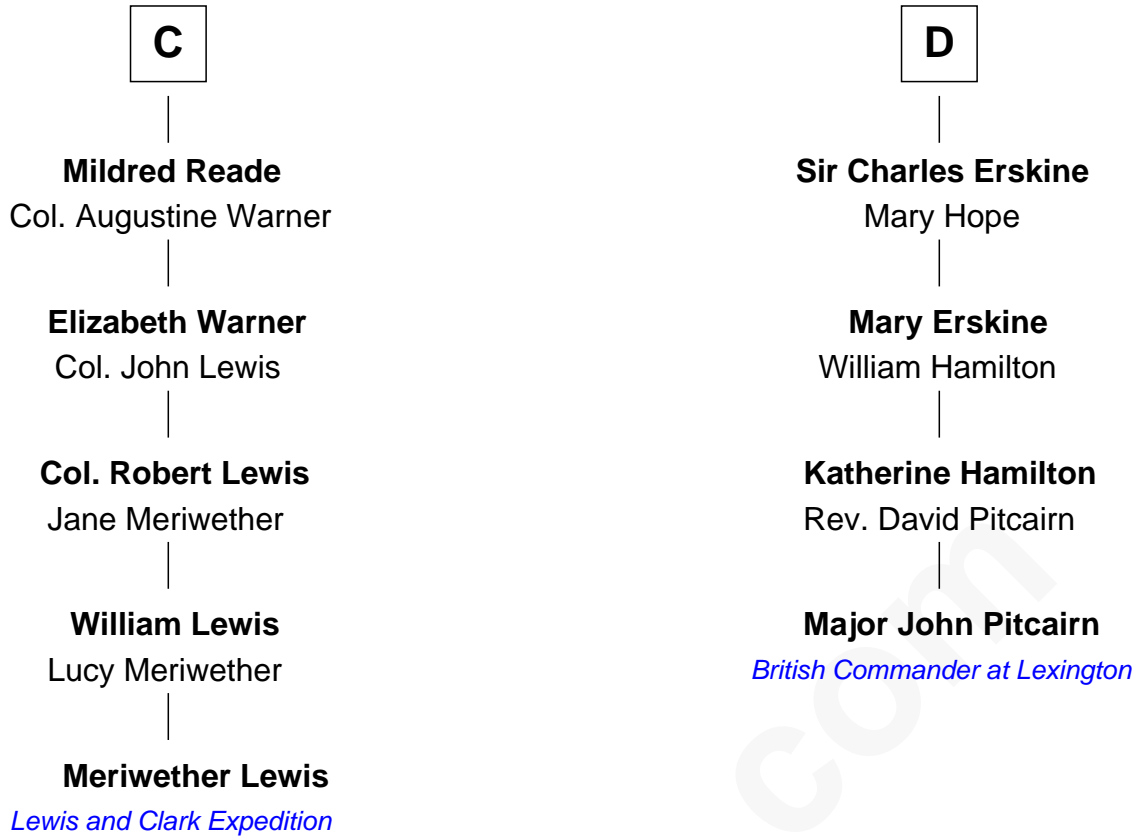 C
Mildred Reade
Col. Augustine Warner
Elizabeth Warner
Col. John Lewis
Col. Robert Lewis
Jane Meriwether
William Lewis
Lucy Meriwether
Meriwether Lewis
Lewis and Clark Expedition
D
Sir Charles Erskine
Mary Hope
Mary Erskine
William Hamilton
Katherine Hamilton
Rev. David Pitcairn
Major John Pitcairn
British Commander at Lexington
com